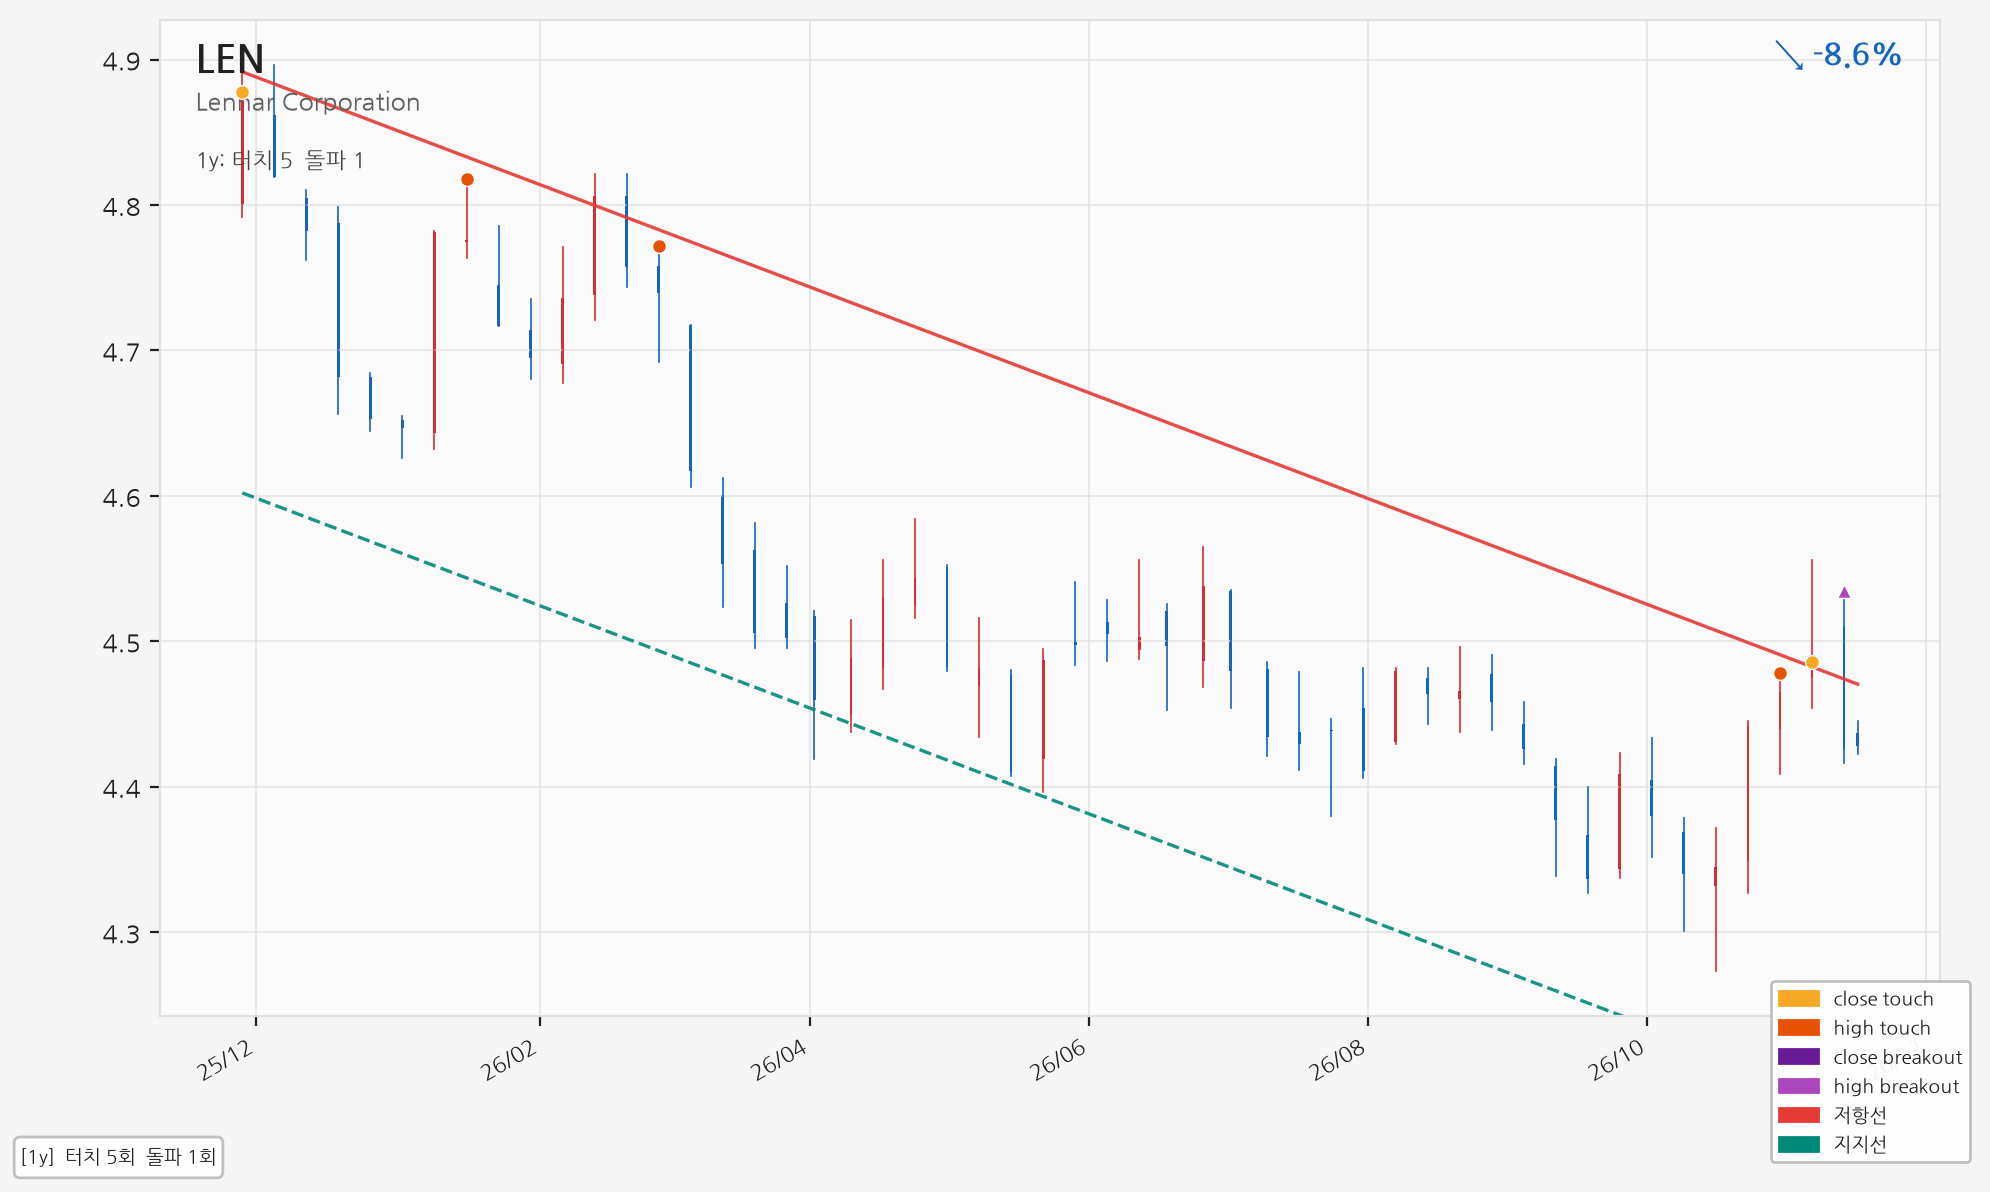 LEN
Lennar Corporation
1y: 터치 5 돌파 1
-8.6%
4.9
4.8
4.7
4.6
4.5
4.4
4.3
25/12
26/02
26/04
26/06
26/08
26/10
close touch
high touch
close breakout
high breakout
저항선
지지선
[1y] 터치 5회 돌파 1회